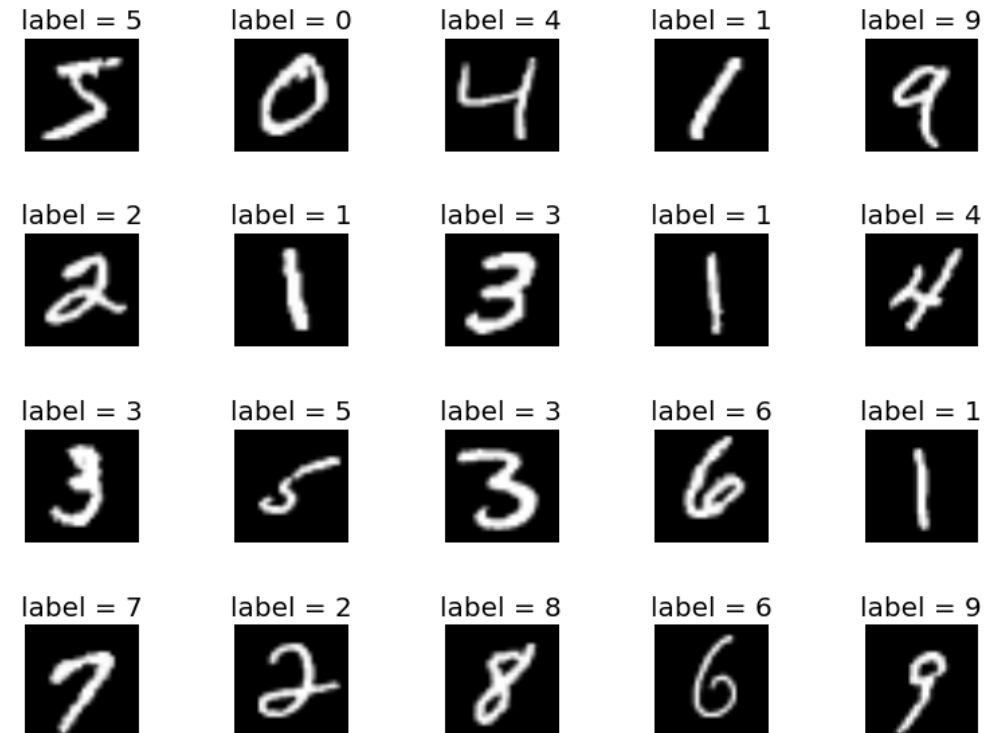 label = 5 label = 0 label = 4 label = 1 label = 9
5 0 4 1 9
label = 2 label = 1 label = 3 label = 1 label = 4
2 1 3 1 4
label = 3 label = 5 label = 3 label = 6 label = 1
3 5 3 6 1
label = 7 label = 2 label = 8 label = 6 label = 9
7 2 8 6 9